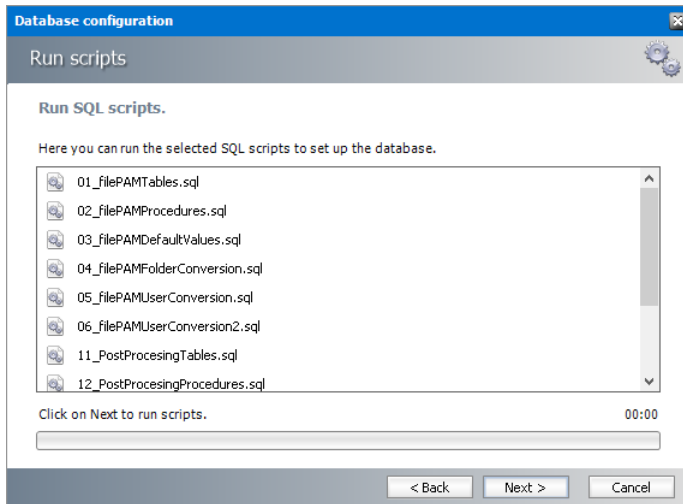 Database configuration
Run scripts
Run SQL scripts.
Here you can run the selected SQL scripts to set up the database.
01_filePAMTables.sql
02_filePAMProcedures.sql
03_filePAMDefaultValues.sql
04_filePAMFolderConversion.sql
05_filePAMUserConversion.sql
06_filePAMUserConversion2.sql
11_PostProcesingTables.sql
12_PostProcesingProcedures.sql
Click on Next to run scripts. 00:00
< Back Next > Cancel